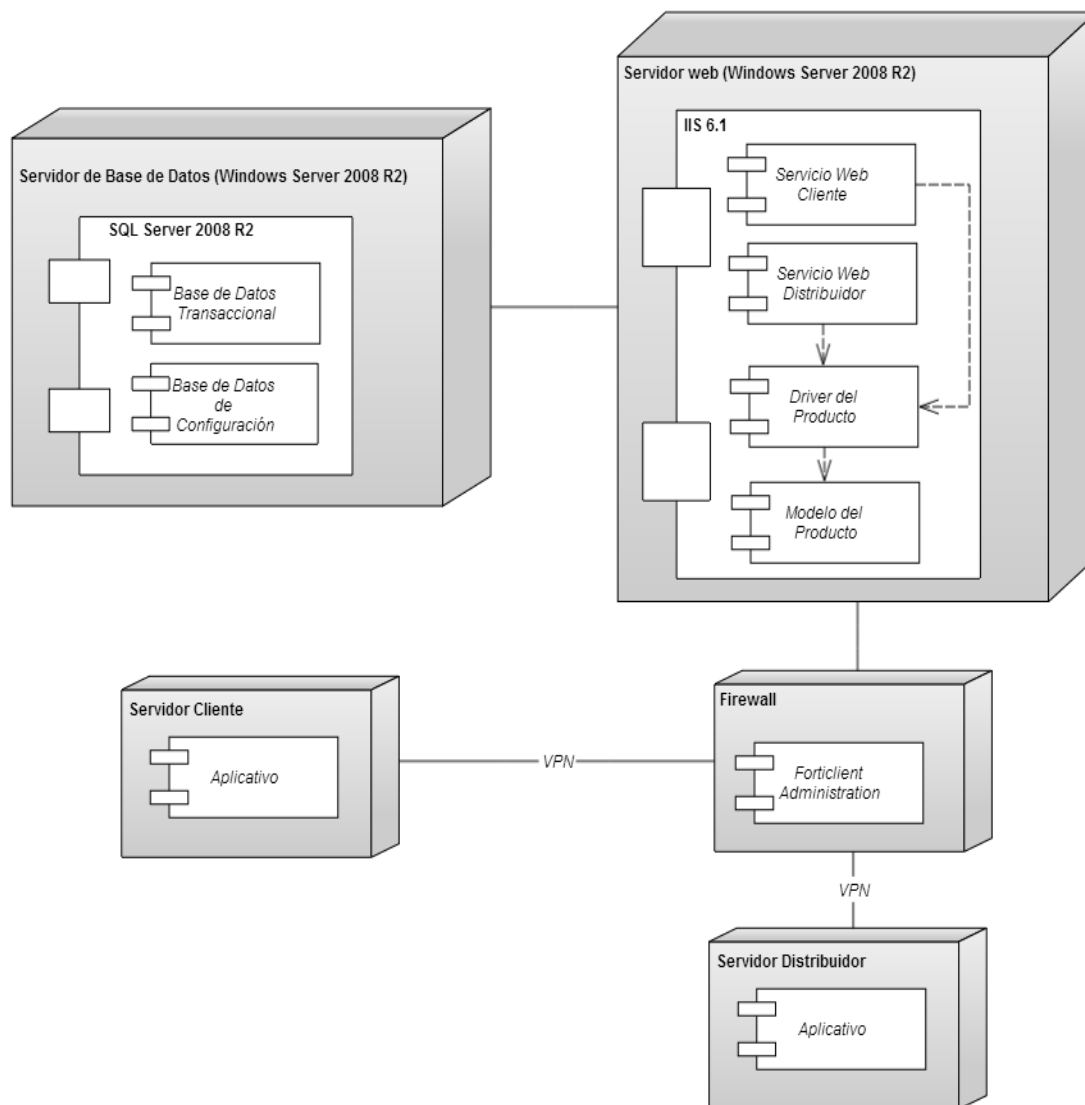 Servidor web (Windows Server 2008 R2)
IIS 6.1
Servicio Web
Cliente
Servicio Web
Distribuidor
Driver del
Producto
Modelo del
Producto
Servidor de Base de Datos (Windows Server 2008 R2)
SQL Server 2008 R2
Base de Datos
Transaccional
Base de Datos
de
Configuración
Servidor Cliente
Aplicativo
VPN
Firewall
Forticlient
Administration
VPN
Servidor Distribuidor
Aplicativo